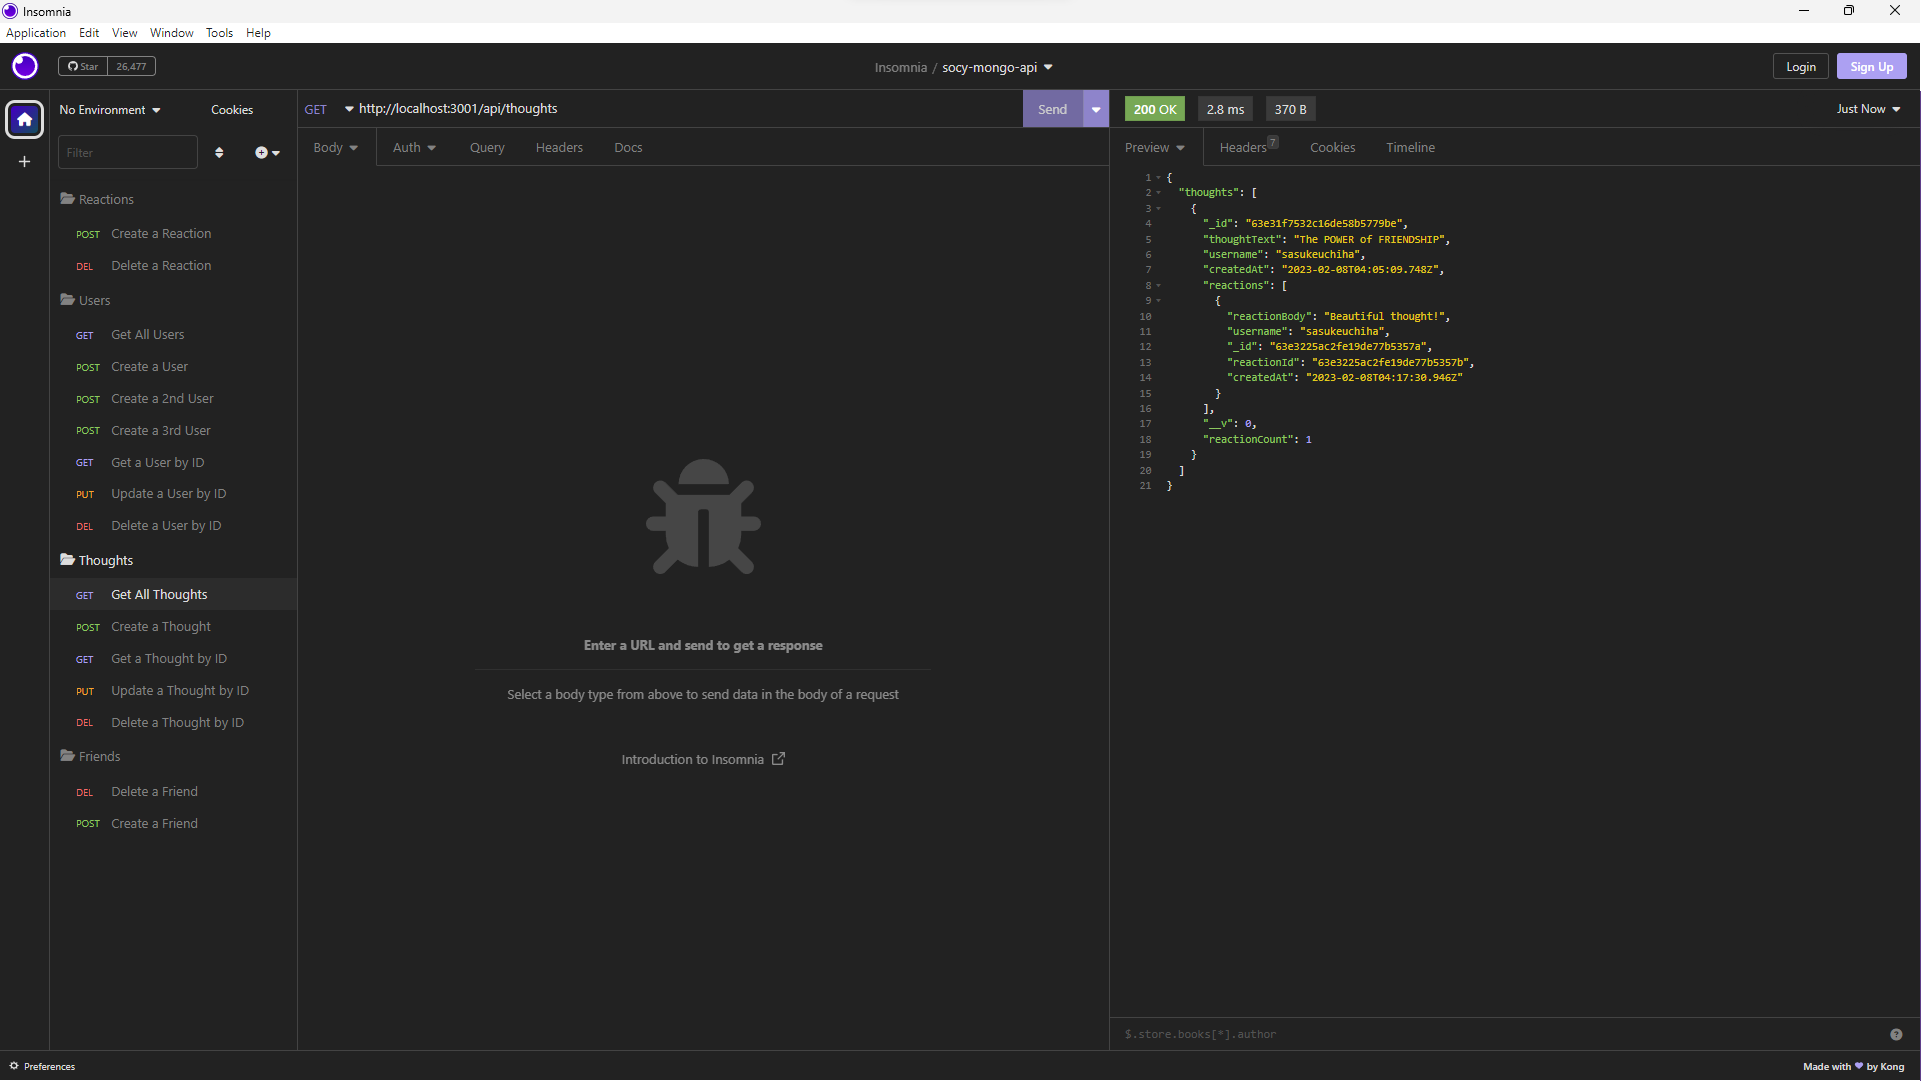 Insomnia
Application Edit View Window Tools Help
Star 26,477
Insomnia / socy-mongo-api
Login Sign Up
No Environment Cookies
GET http://localhost:3001/api/thoughts Send
200 OK 2.8 ms 370 B Just Now
Filter
Body Auth Query Headers Docs
Preview Headers 7 Cookies Timeline
Reactions
POST Create a Reaction
DEL Delete a Reaction
Users
GET Get All Users
POST Create a User
POST Create a 2nd User
POST Create a 3rd User
GET Get a User by ID
PUT Update a User by ID
DEL Delete a User by ID
Thoughts
GET Get All Thoughts
POST Create a Thought
GET Get a Thought by ID
PUT Update a Thought by ID
DEL Delete a Thought by ID
Friends
DEL Delete a Friend
POST Create a Friend
Enter a URL and send to get a response
Select a body type from above to send data in the body of a request
Introduction to Insomnia
1 {
2 "thoughts": [
3 {
4 "_id": "63e31f7532c16de58b5779be",
5 "thoughtText": "The POWER of FRIENDSHIP",
6 "username": "sasukeuchiha",
7 "createdAt": "2023-02-08T04:05:09.748Z",
8 "reactions": [
9 {
10 "reactionBody": "Beautiful thought!",
11 "username": "sasukeuchiha",
12 "_id": "63e3225ac2fe19de77b5357a",
13 "reactionId": "63e3225ac2fe19de77b5357b",
14 "createdAt": "2023-02-08T04:17:30.946Z"
15 }
16 ],
17 "__v": 0,
18 "reactionCount": 1
19 }
20 ]
21 }
$.store.books[*].author
Preferences
Made with ♥ by Kong